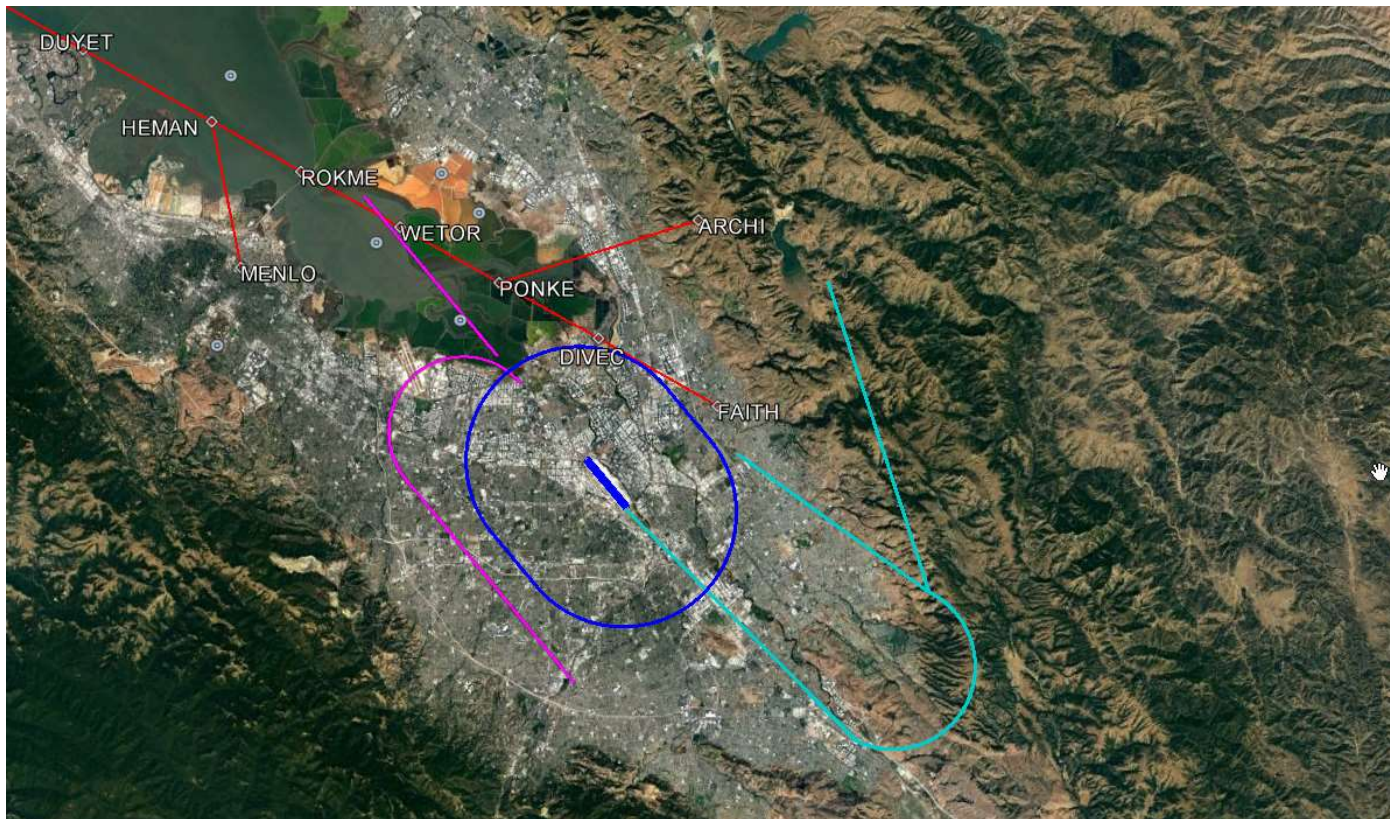 DUYET
HEMAN
ROKME
WETOR
ARCHI
MENLO
PONKE
DIVEC
FAITH